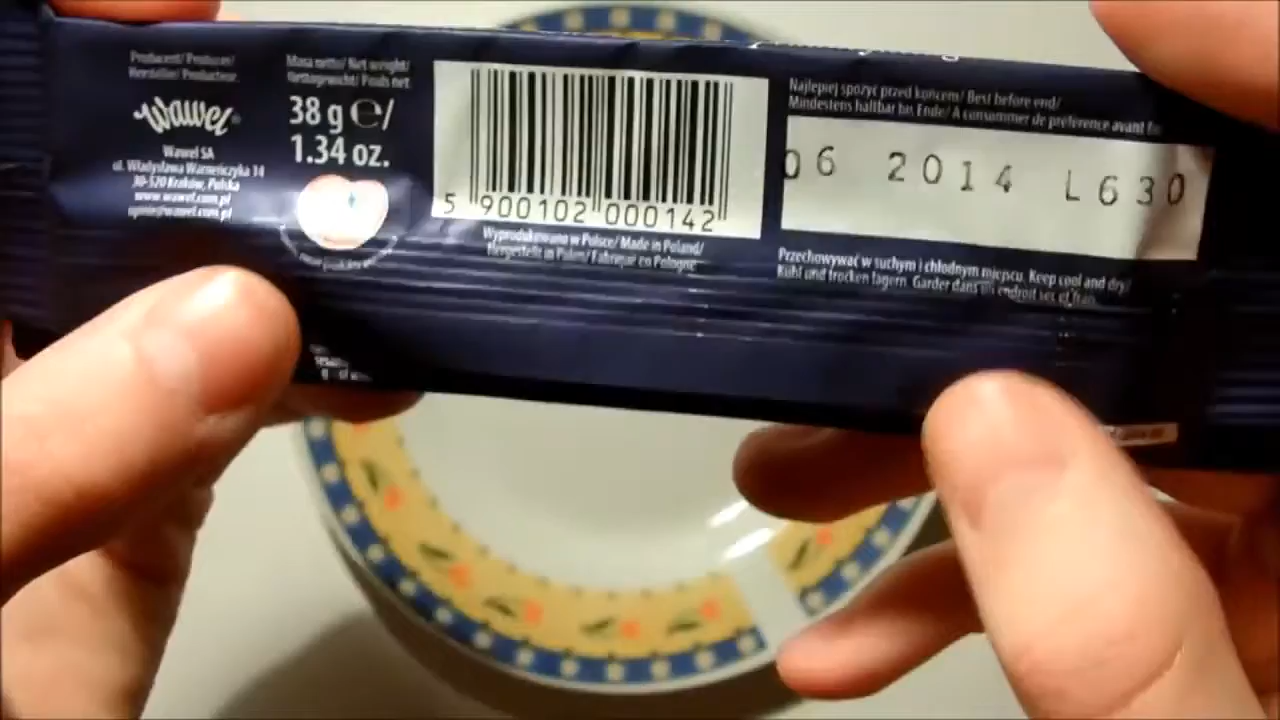 Producent/ Producer/
Hersteller/ Producteur:
Wawel®
Wawel SA
ul. Władysława Warneńczyka 14
30-520 Kraków, Polska
www.wawel.com.pl
opinie@wawel.com.pl
Masa netto/ Net weight/
Nettogewicht/ Poids net:
38 g ℮/
1.34 oz.
5 900102 000142
Wyprodukowano w Polsce/ Made in Poland/
Hergestellt in Polen/ Fabriqué en Pologne
Najlepiej spożyć przed końcem/ Best before end/
Mindestens haltbar bis Ende/ A consommer de préférence avant fin
06 2014 L630
Przechowywać w suchym i chłodnym miejscu. Keep cool and dry/
Kühl und trocken lagern. Garder dans un endroit sec et frais.